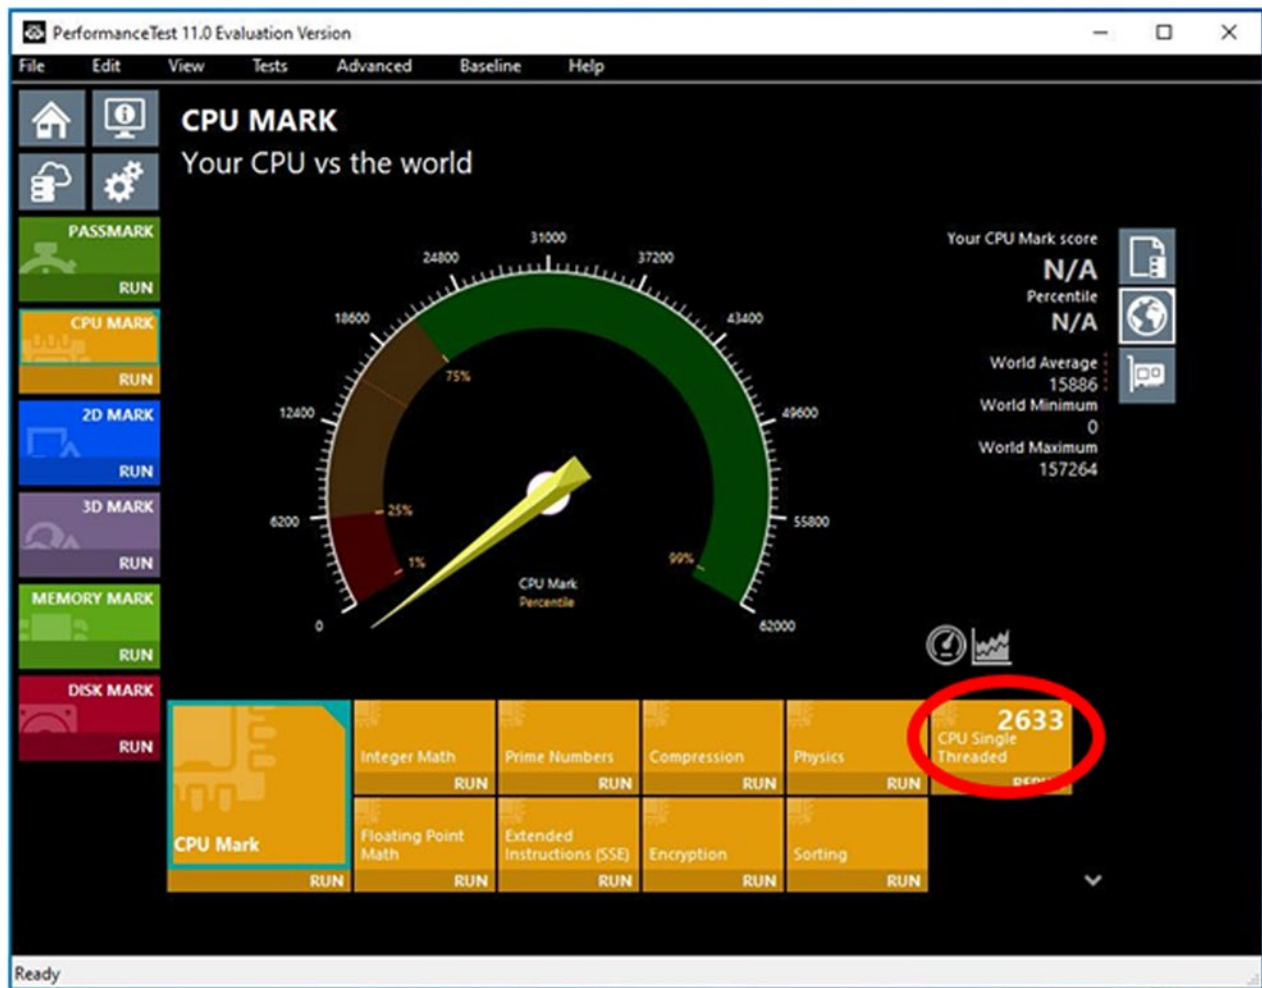 PerformanceTest 11.0 Evaluation Version
File Edit View Tests Advanced Baseline Help
CPU MARK
Your CPU vs the world
PASSMARK
RUN
CPU MARK
RUN
2D MARK
RUN
3D MARK
RUN
MEMORY MARK
RUN
DISK MARK
RUN
0
6200
12400
18600
24800
31000
37200
43400
49600
55800
62000
1%
25%
75%
99%
CPU Mark
Percentile
Your CPU Mark score
N/A
Percentile
N/A
World Average
15886
World Minimum
0
World Maximum
157264
CPU Mark
RUN
Integer Math
RUN
Prime Numbers
RUN
Compression
RUN
Physics
RUN
2633
CPU Single
Threaded
Floating Point
Math
RUN
Extended
Instructions (SSE)
RUN
Encryption
RUN
Sorting
RUN
Ready